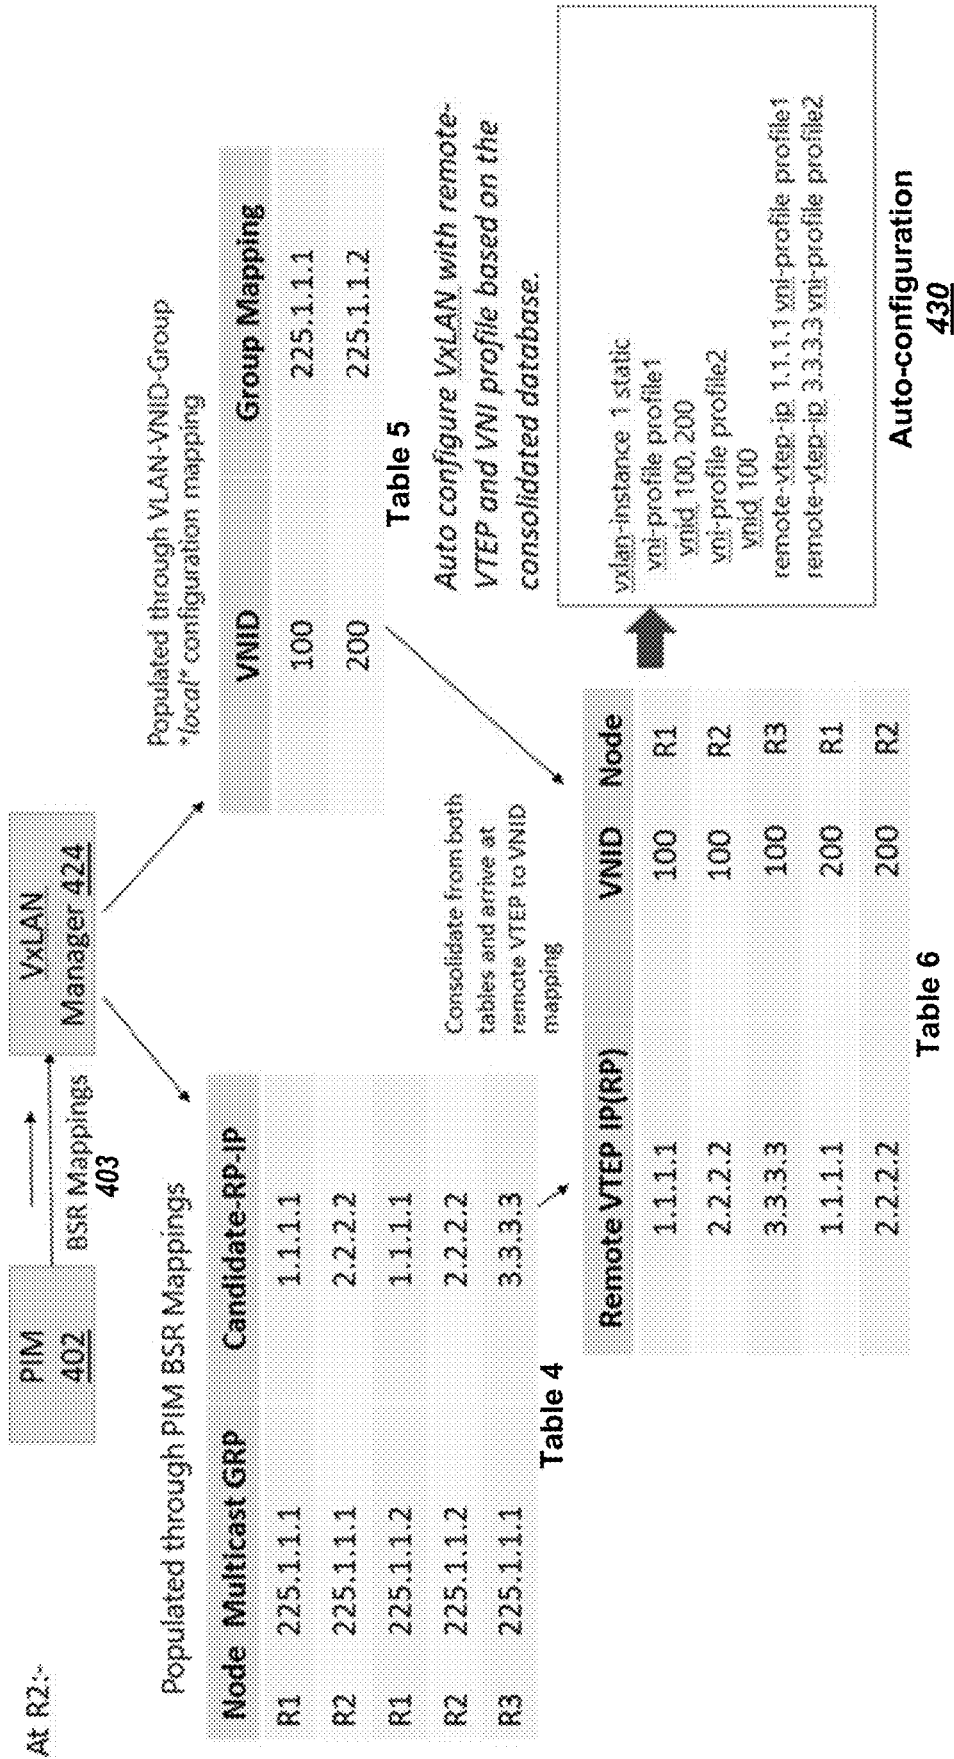 At R2:-
PIM
402
BSR Mappings
403
VxLAN
Manager 424
Populated through PIM BSR Mappings
Node Multicast GRP Candidate-RP-IP
R1 225.1.1.1 1.1.1.1
R2 225.1.1.1 2.2.2.2
R1 225.1.1.2 1.1.1.1
R2 225.1.1.2 2.2.2.2
R3 225.1.1.1 3.3.3.3
Table 4
Populated through VLAN-VNID-Group
*local* configuration mapping
VNID Group Mapping
100 225.1.1.1
200 225.1.1.2
Table 5
Consolidate from both
tables and arrive at
remote VTEP to VNID
mapping
Auto configure VxLAN with remote-
VTEP and VNI profile based on the
consolidated database.
Remote VTEP IP(RP) VNID Node
1.1.1.1 100 R1
2.2.2.2 100 R2
3.3.3.3 100 R3
1.1.1.1 200 R1
2.2.2.2 200 R2
Table 6
vxlan-instance 1 static
vni-profile profile1
vnid 100, 200
vni-profile profile2
vnid 100
remote-vtep-ip 1.1.1.1 vni-profile profile1
remote-vtep-ip 3.3.3.3 vni-profile profile2
Auto-configuration
430